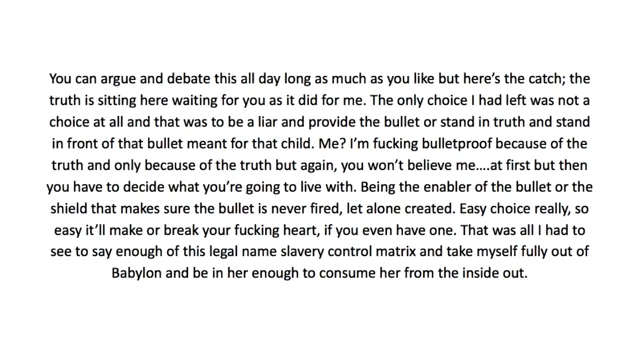 You can argue and debate this all day long as much as you like but here’s the catch; the
truth is sitting here waiting for you as it did for me. The only choice I had left was not a
choice at all and that was to be a liar and provide the bullet or stand in truth and stand
in front of that bullet meant for that child. Me? I’m fucking bulletproof because of the
truth and only because of the truth but again, you won’t believe me….at first but then
you have to decide what you’re going to live with. Being the enabler of the bullet or the
shield that makes sure the bullet is never fired, let alone created. Easy choice really, so
easy it’ll make or break your fucking heart, if you even have one. That was all I had to
see to say enough of this legal name slavery control matrix and take myself fully out of
Babylon and be in her enough to consume her from the inside out.